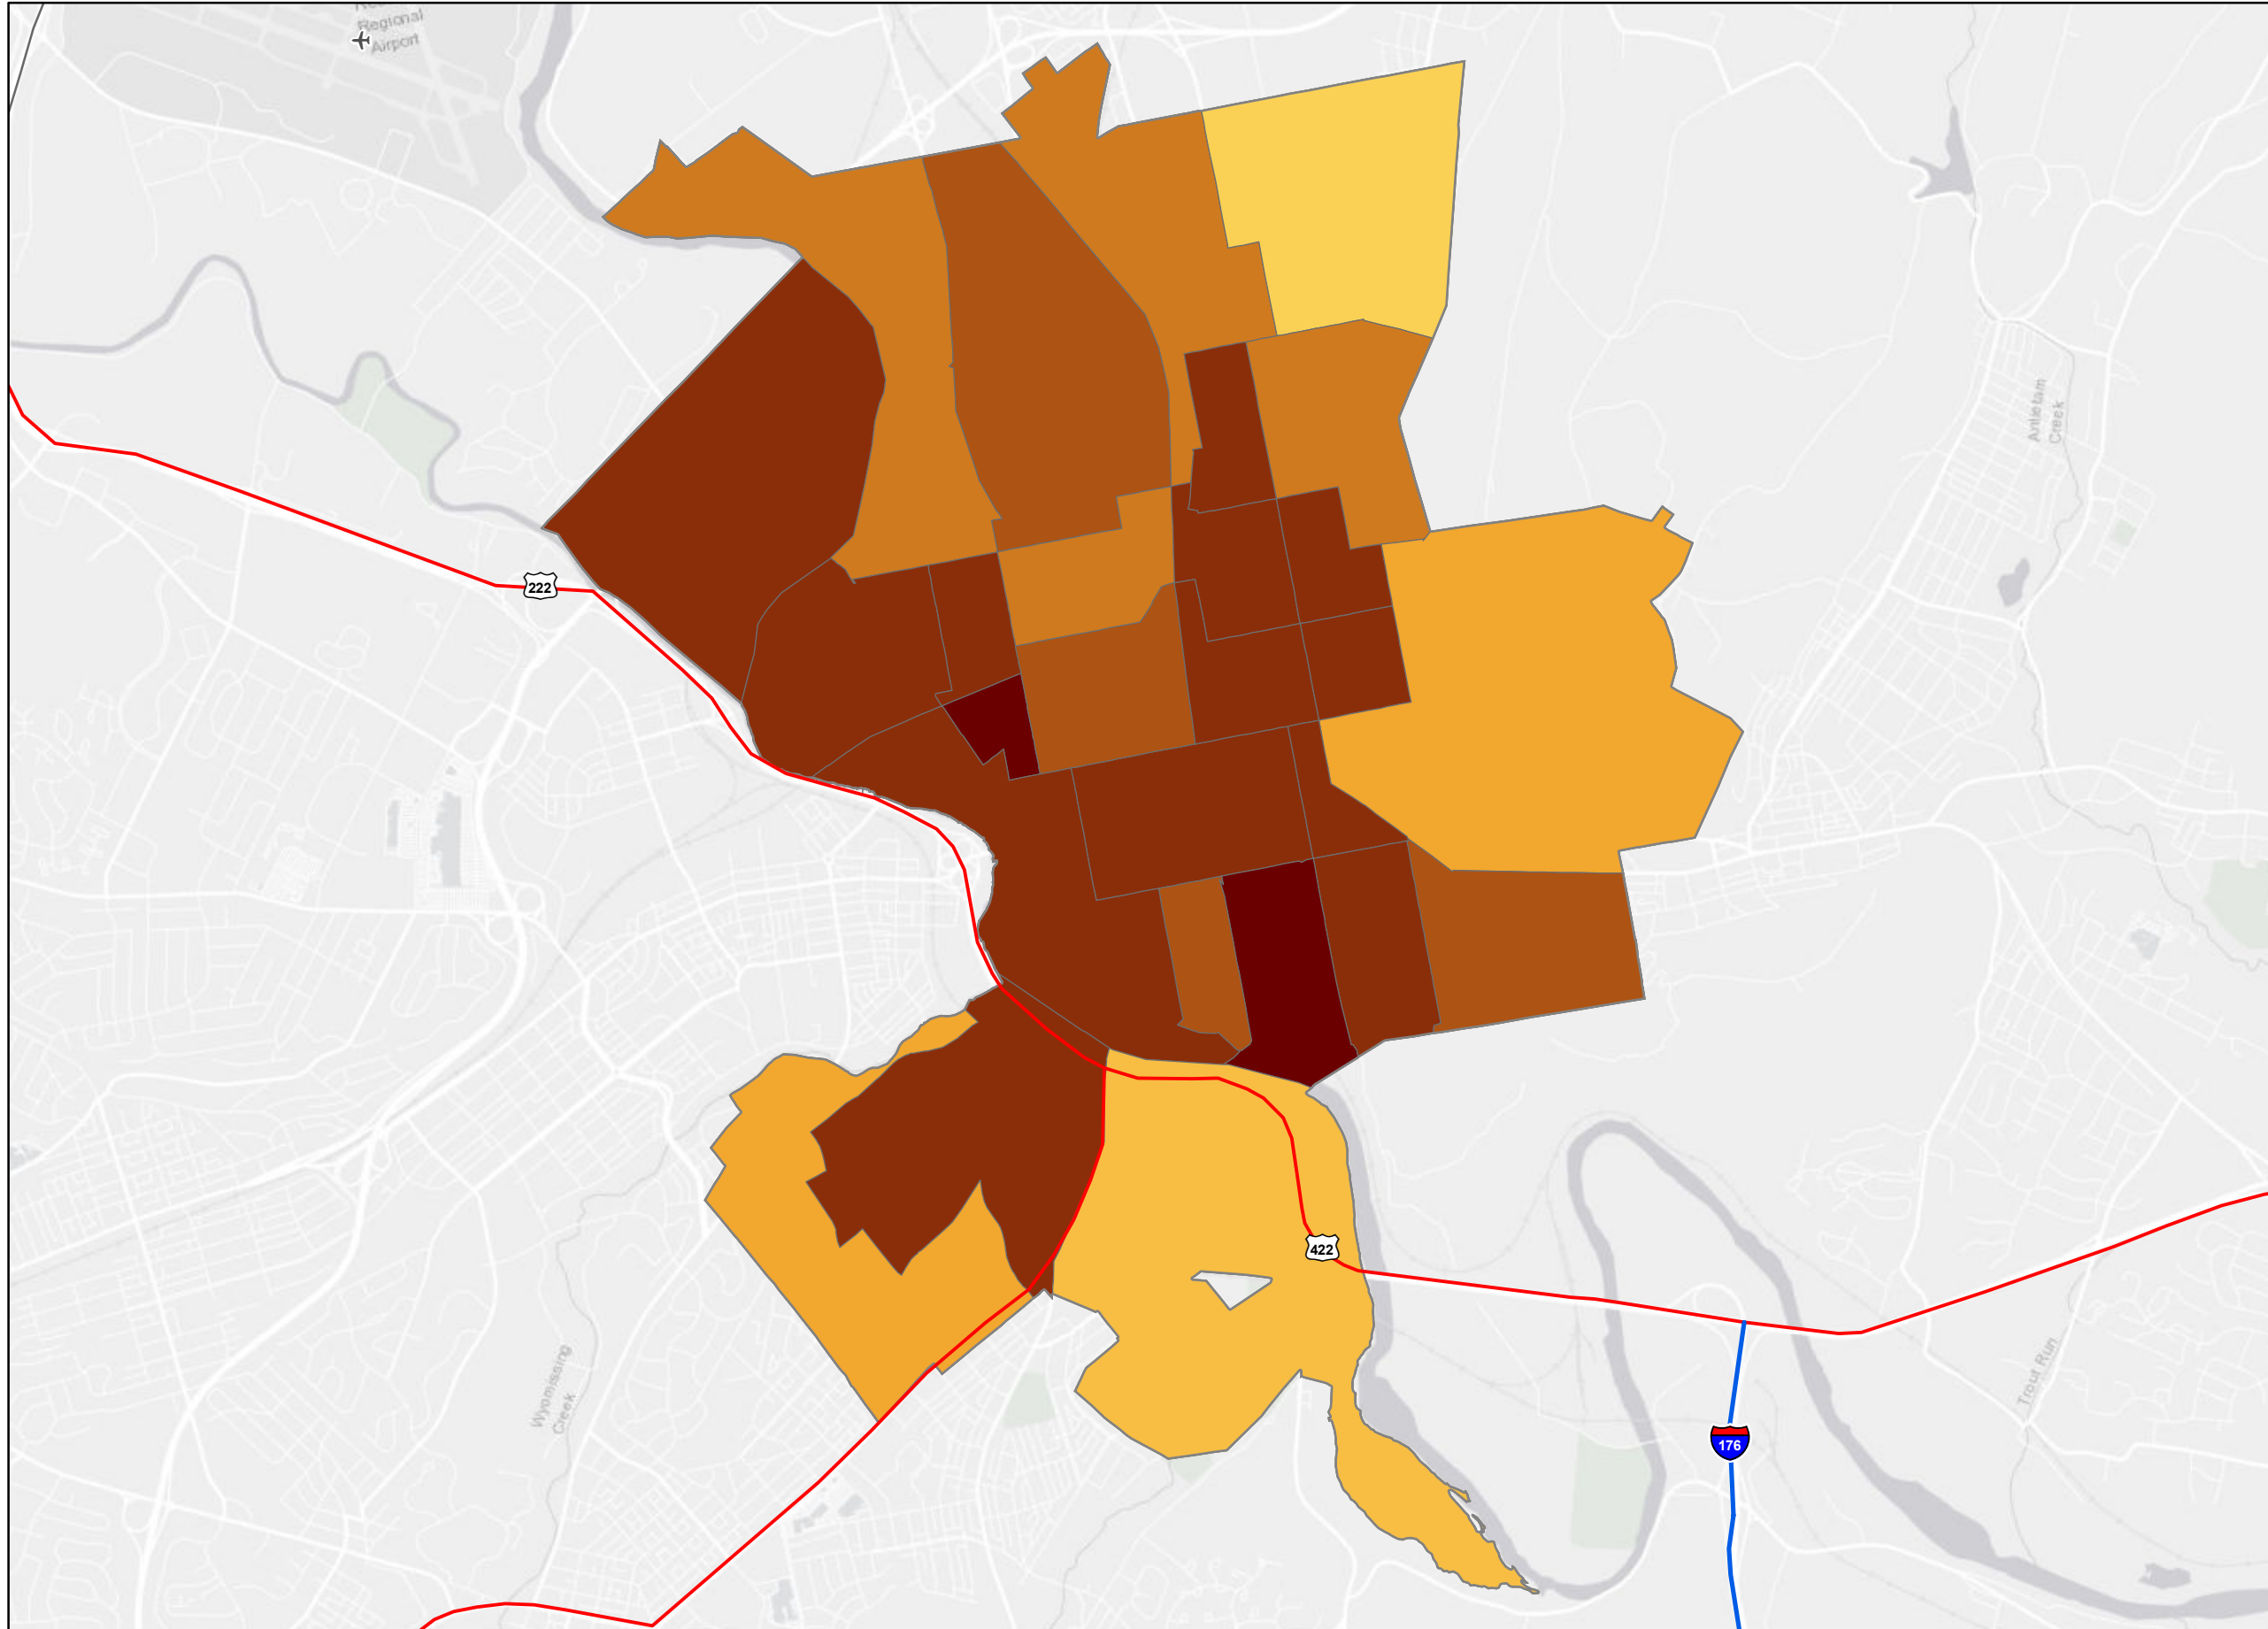 Regional
Airport
Antietam
Creek
222
422
Wyomissing
Creek
Trout Run
176